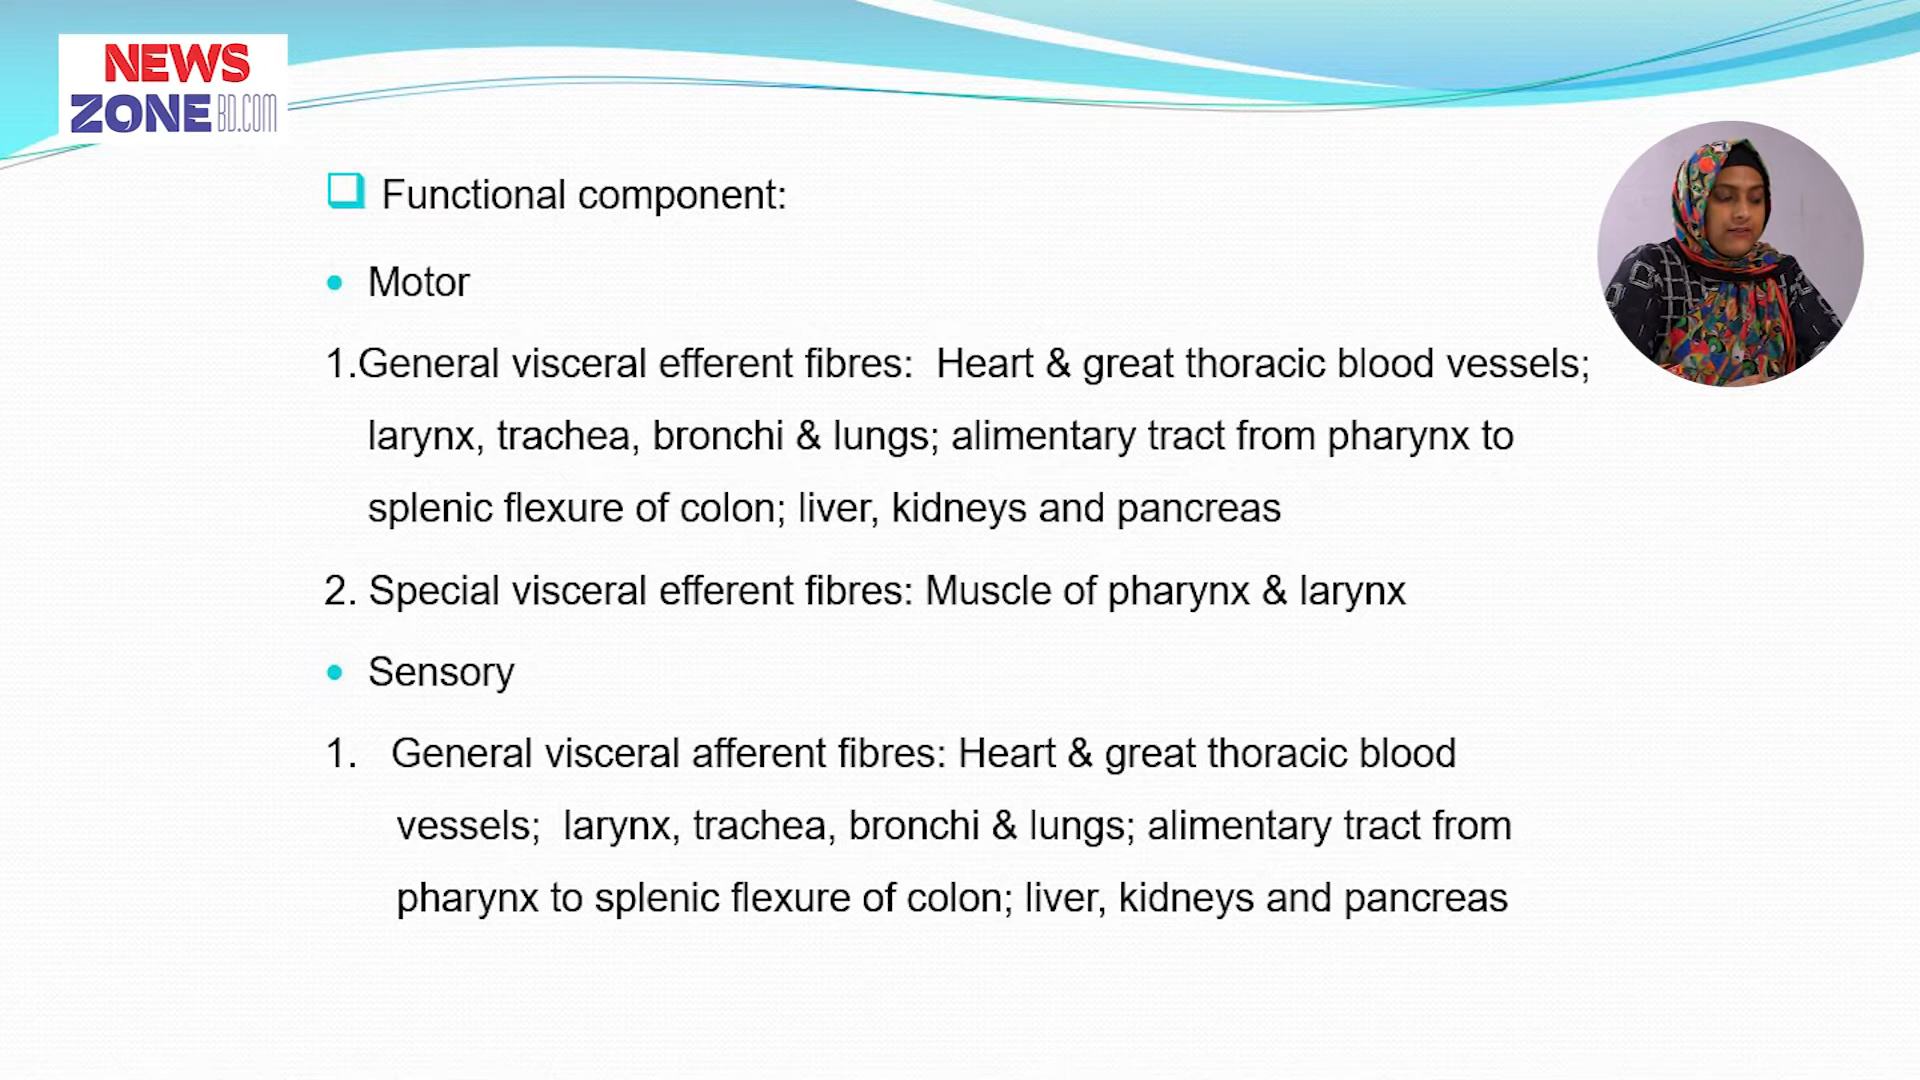 NEWS
ZONE BD.COM
Functional component:
Motor
1.General visceral efferent fibres: Heart & great thoracic blood vessels;
larynx, trachea, bronchi & lungs; alimentary tract from pharynx to
splenic flexure of colon; liver, kidneys and pancreas
2. Special visceral efferent fibres: Muscle of pharynx & larynx
Sensory
1. General visceral afferent fibres: Heart & great thoracic blood
vessels; larynx, trachea, bronchi & lungs; alimentary tract from
pharynx to splenic flexure of colon; liver, kidneys and pancreas